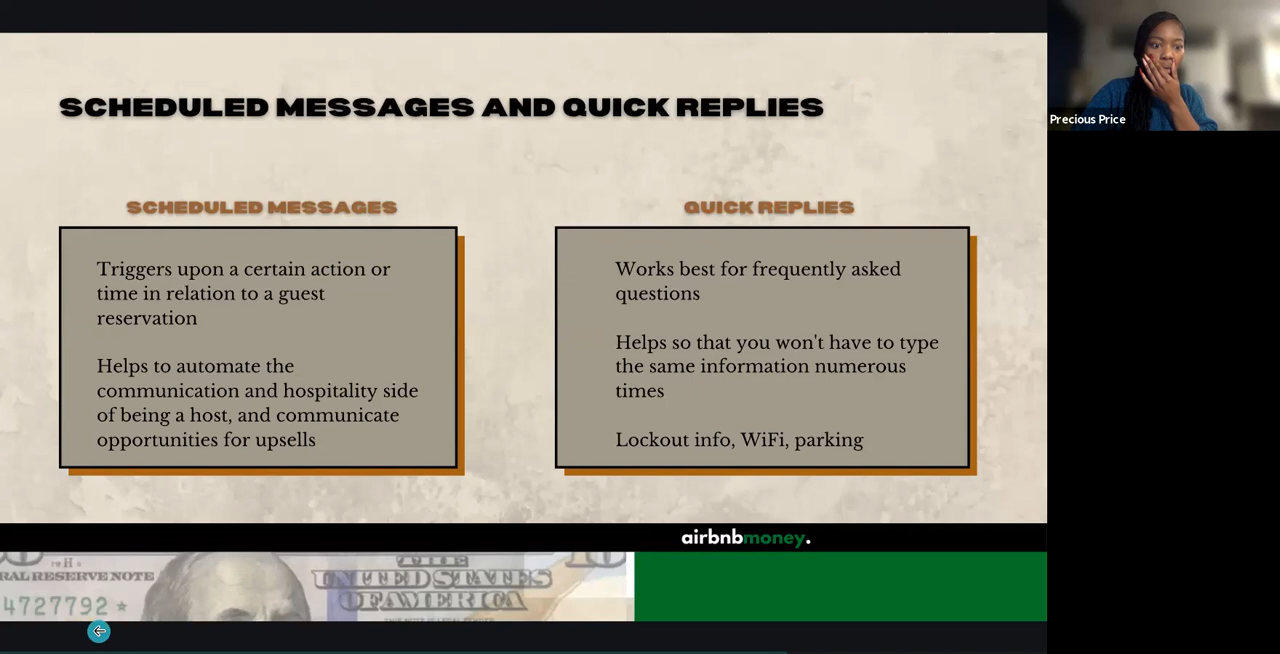 SCHEDULED MESSAGES AND QUICK REPLIES
Precious Price
SCHEDULED MESSAGES
Triggers upon a certain action or
time in relation to a guest
reservation
Helps to automate the
communication and hospitality side
of being a host, and communicate
opportunities for upsells
QUICK REPLIES
Works best for frequently asked
questions
Helps so that you won't have to type
the same information numerous
times
Lockout info, WiFi, parking
airbnbmoney.
RAL RESERVE NOTE
4727792
THE
UNITED STATES
OF AMERICA